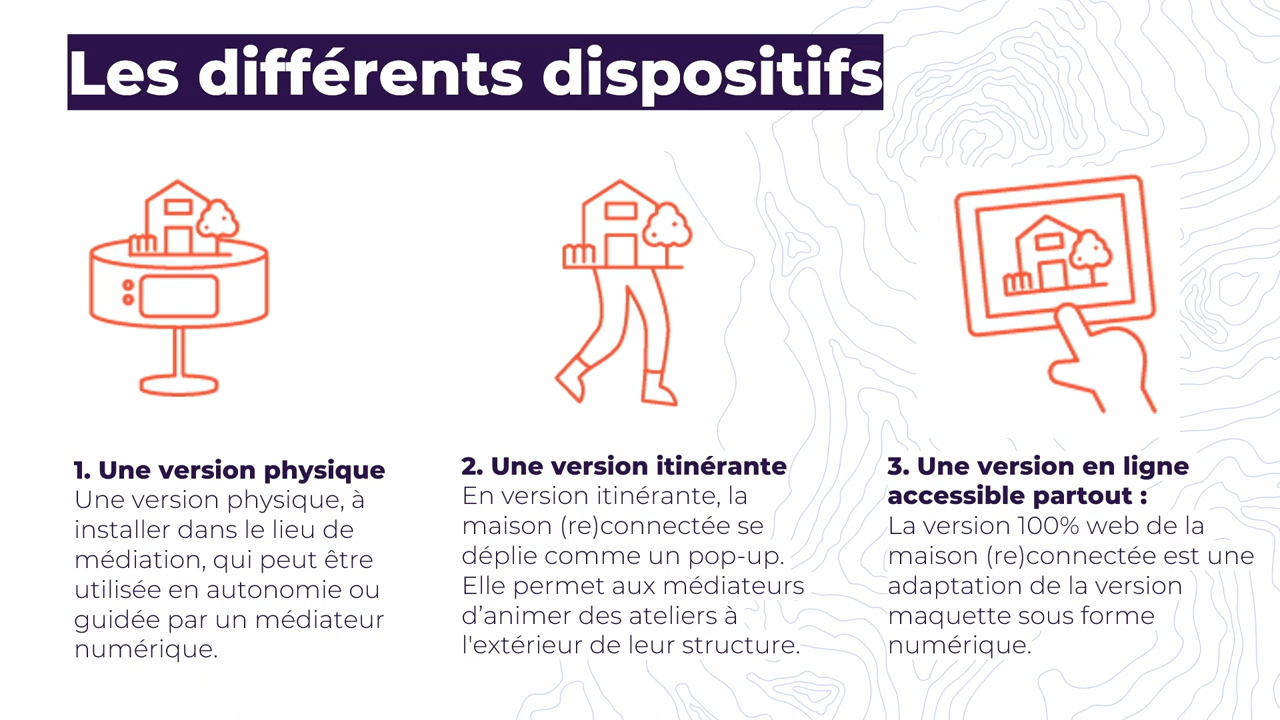 Les différents dispositifs
1. Une version physique
Une version physique, à
installer dans le lieu de
médiation, qui peut être
utilisée en autonomie ou
guidée par un médiateur
numérique.
2. Une version itinérante
En version itinérante, la
maison (re)connectée se
déplie comme un pop-up.
Elle permet aux médiateurs
d’animer des ateliers à
l'extérieur de leur structure.
3. Une version en ligne
accessible partout :
La version 100% web de la
maison (re)connectée est une
adaptation de la version
maquette sous forme
numérique.